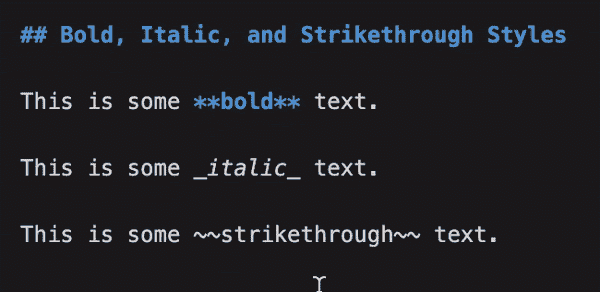 ## Bold, Italic, and Strikethrough Styles
This is some **bold** text.
This is some _italic_ text.
This is some ~~strikethrough~~ text.